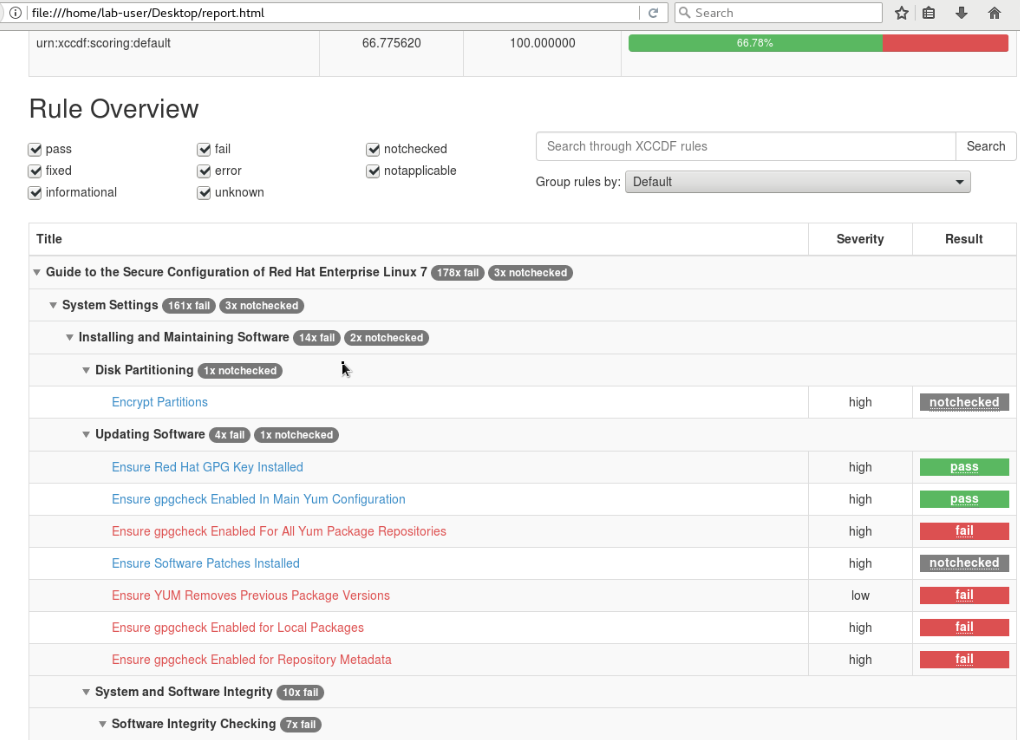 file:///home/lab-user/Desktop/report.html Search
urn:xccdf:scoring:default 66.775620 100.000000 66.78%
Rule Overview
pass fail notchecked
fixed error notapplicable
informational unknown
Search through XCCDF rules Search
Group rules by: Default
Title Severity Result
Guide to the Secure Configuration of Red Hat Enterprise Linux 7 178x fail 3x notchecked
System Settings 161x fail 3x notchecked
Installing and Maintaining Software 14x fail 2x notchecked
Disk Partitioning 1x notchecked
Encrypt Partitions high notchecked
Updating Software 4x fail 1x notchecked
Ensure Red Hat GPG Key Installed high pass
Ensure gpgcheck Enabled In Main Yum Configuration high pass
Ensure gpgcheck Enabled For All Yum Package Repositories high fail
Ensure Software Patches Installed high notchecked
Ensure YUM Removes Previous Package Versions low fail
Ensure gpgcheck Enabled for Local Packages high fail
Ensure gpgcheck Enabled for Repository Metadata high fail
System and Software Integrity 10x fail
Software Integrity Checking 7x fail